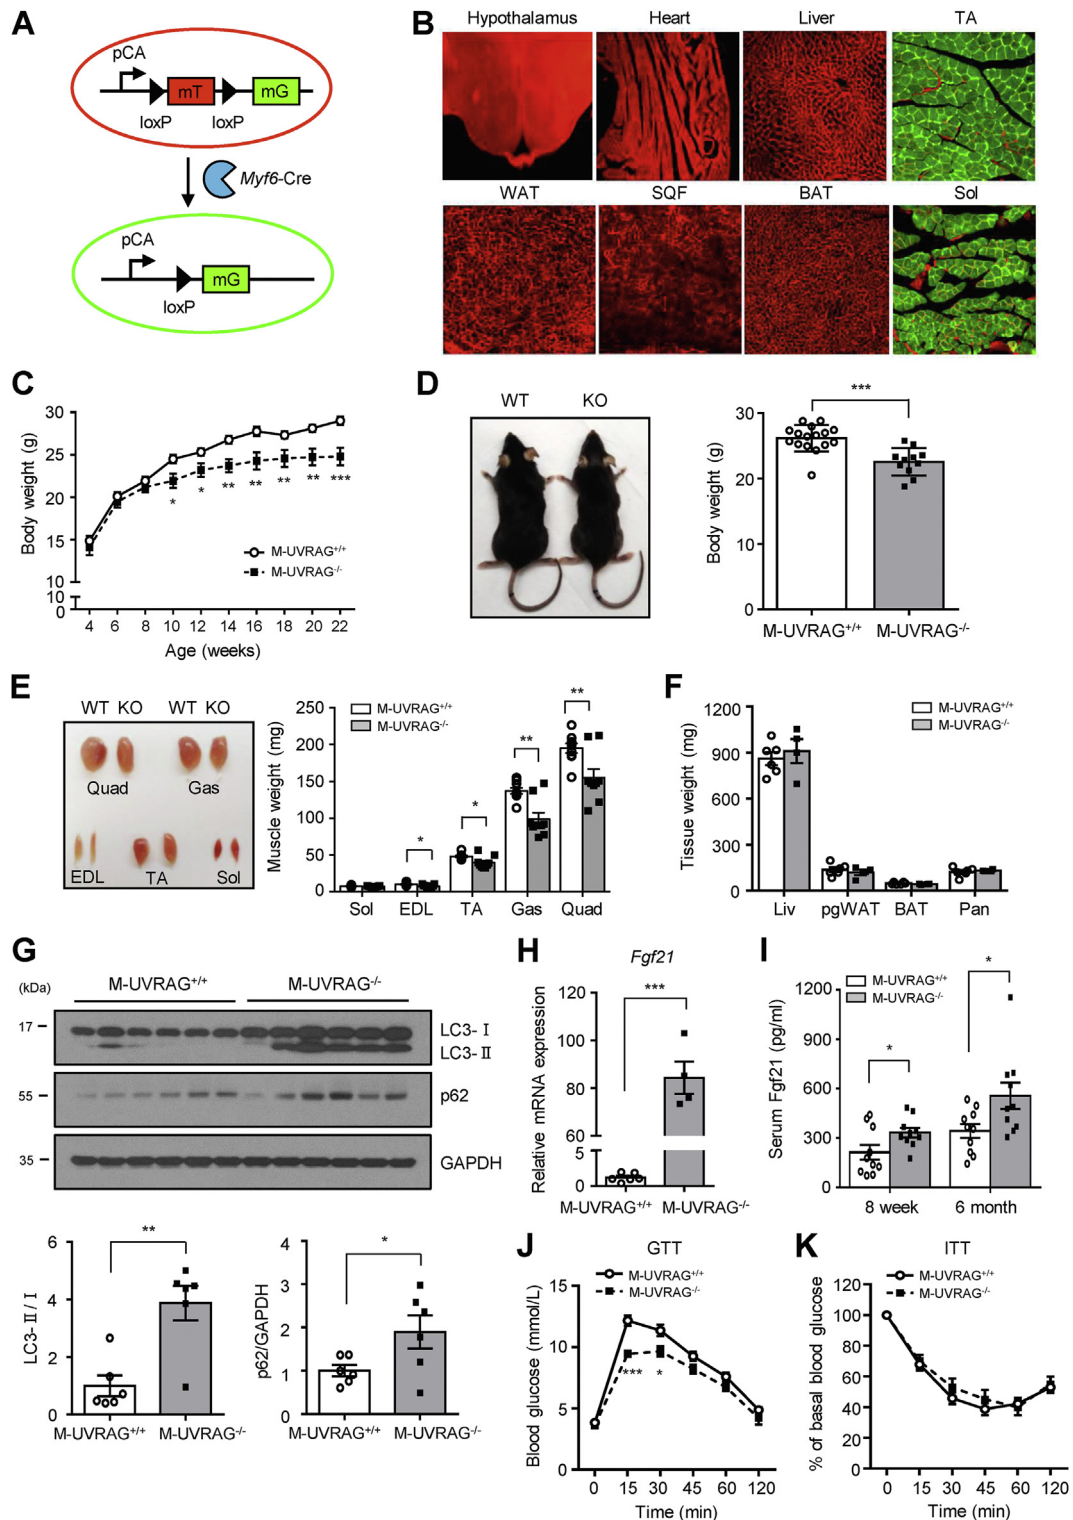 A
pCA
mT
mG
loxP
loxP
Myf6-Cre
pCA
mG
loxP
B
Hypothalamus
Heart
Liver
TA
WAT
SQF
BAT
Sol
C
Body weight (g)
30
25
20
15
10
10
0
M-UVRAG+/+
M-UVRAG-/-
* * ** ** ** ** ***
4 6 8 10 12 14 16 18 20 22
Age (weeks)
D
WT KO
Body weight (g)
30
20
10
0
***
M-UVRAG+/+ M-UVRAG-/-
E
WT KO WT KO
Quad Gas
EDL TA Sol
Muscle weight (mg)
250
200
150
100
50
0
M-UVRAG+/+
M-UVRAG-/-
* * ** **
Sol EDL TA Gas Quad
F
Tissue weight (mg)
1200
900
600
300
0
M-UVRAG+/+
M-UVRAG-/-
Liv pgWAT BAT Pan
G
(kDa)
M-UVRAG+/+ M-UVRAG-/-
17
LC3-Ⅰ
LC3-Ⅱ
55
p62
35
GAPDH
LC3-Ⅱ/Ⅰ
6
4
2
0
**
M-UVRAG+/+ M-UVRAG-/-
p62/GAPDH
4
3
2
1
0
*
M-UVRAG+/+ M-UVRAG-/-
H
Fgf21
Relative mRNA expression
120
100
80
60
5
0
***
M-UVRAG+/+ M-UVRAG-/-
I
Serum Fgf21 (pg/ml)
1200
900
600
300
0
M-UVRAG+/+
M-UVRAG-/-
* *
8 week 6 month
J
GTT
M-UVRAG+/+
M-UVRAG-/-
Blood glucose (mmol/L)
15
10
5
0
*** *
0 15 30 45 60 120
Time (min)
K
ITT
M-UVRAG+/+
M-UVRAG-/-
% of basal blood glucose
120
100
80
60
40
20
0
0 15 30 45 60 120
Time (min)